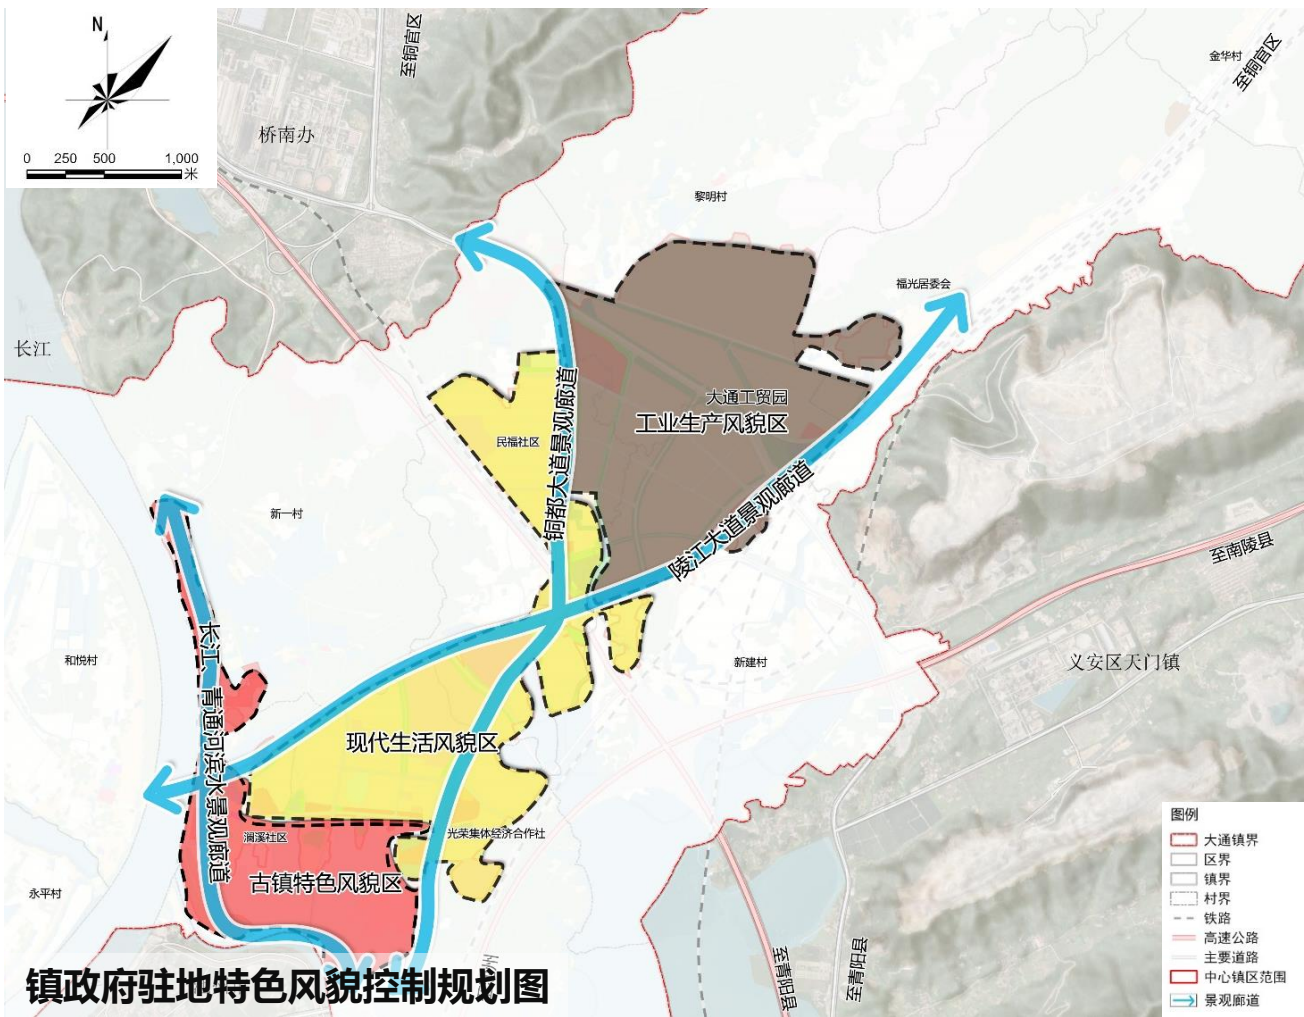 N
0 250 500 1,000
米
至铜官区
桥南办
金华村
至铜官区
黎明村
福光居委会
长江
大通工贸园
工业生产风貌区
民福社区
铜都大道景观廊道
陵江大道景观廊道
新一村
至南陵县
和悦村
新建村
义安区天门镇
长江、青通河滨水景观廊道
现代生活风貌区
澜溪社区
光荣集体经济合作社
古镇特色风貌区
永平村
至青阳县
至青阳县
州
镇政府驻地特色风貌控制规划图
图例
大通镇界
区界
镇界
村界
铁路
高速公路
主要道路
中心镇区范围
景观廊道